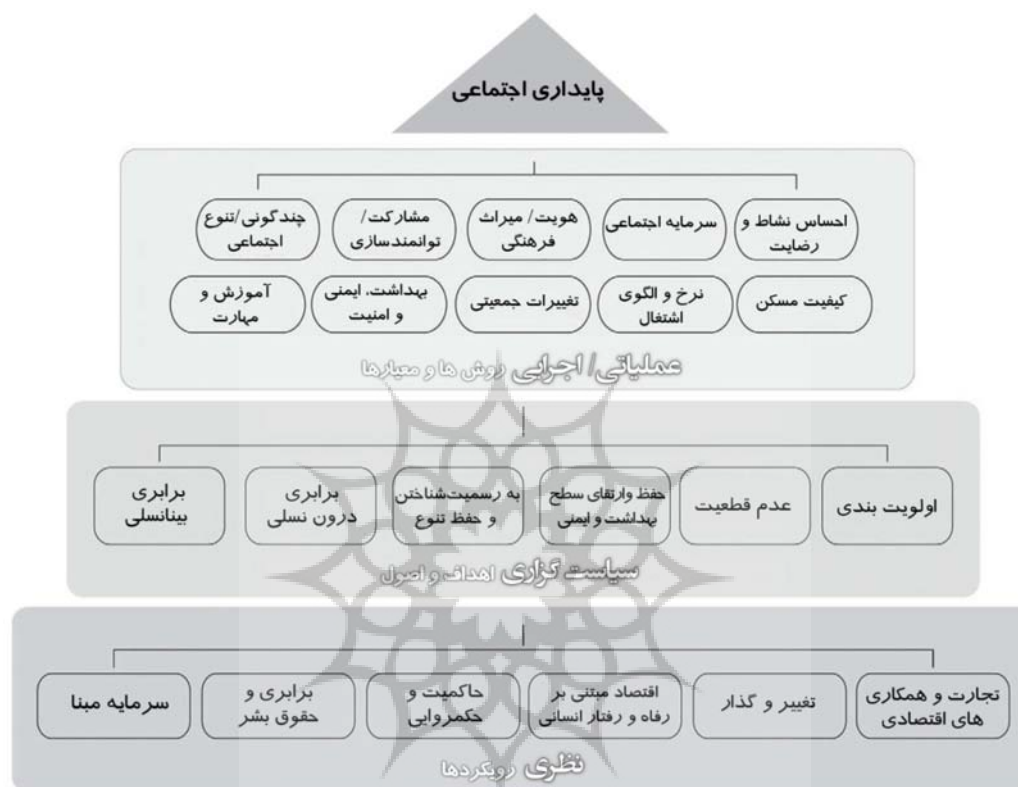 پایداری اجتماعی
احساس نشاط و
رضایت
سرمایه اجتماعی
هویت/ میراث
فرهنگی
مشارکت/
توانمندسازی
چندگونی/تنوع
اجتماعی
کیفیت مسکن
نرخ و الگوی
اشتغال
تغییرات جمعیتی
بهداشت، ایمنی
و امنیت
آموزش و
مهارت
عملیاتی/ اجرایی روش ها و معیارها
اولویت بندی
عدم قطعیت
حفظ وارتقای سطح
بهداشت و ایمنی
به رسمیت‌شناختن
و حفظ تنوع
برابری
درون نسلی
برابری
بینانسلی
سیاست گزاری اهداف و اصول
تجارت و همکاری
های اقتصادی
تغییر و گذار
اقتصاد مبتنی بر
رفاه و رفتار انسانی
حاکمیت و
حکمروایی
برابری و
حقوق بشر
سرمایه مبنا
نظری رویکردها